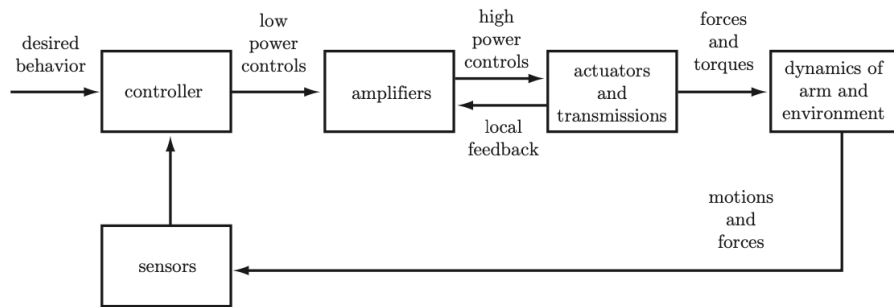 desired
behavior
controller
low
power
controls
amplifiers
high
power
controls
local
feedback
actuators
and
transmissions
forces
and
torques
dynamics of
arm and
environment
motions
and
forces
sensors